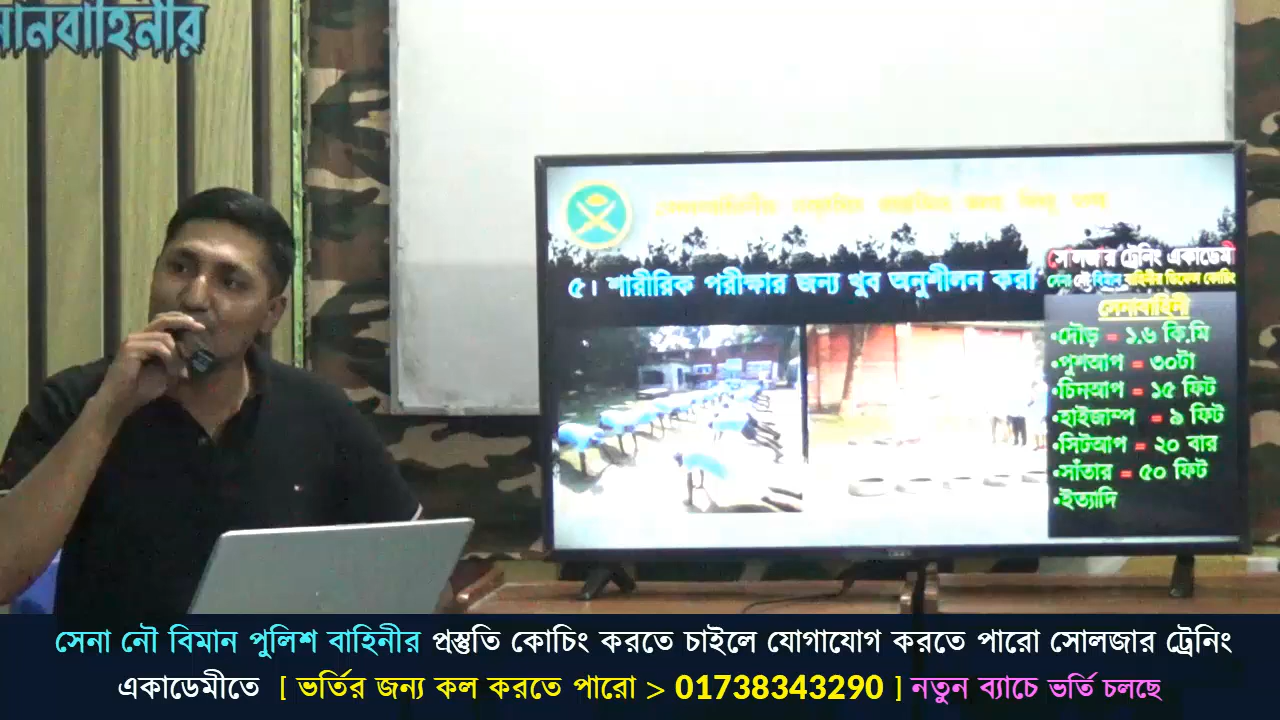 মানবাহিনীর
৫। শারীরিক পরীক্ষার জন্য খুব অনুশীলন করা
সোলজার ট্রেনিং একাডেমী
সেনা নৌ বিমান বাহিনীর ডিফেন্স কোচিং
সেনাবাহিনী
•দৌড় = ১.৬ কি.মি
•পুশআপ = ৩০টা
•চিনআপ = ১৫ ফিট
•হাইজাম্প = ৯ ফিট
•সিটআপ = ২০ বার
•সাঁতার = ৫০ ফিট
•ইত্যাদি
সেনা নৌ বিমান পুলিশ বাহিনীর প্রস্তুতি কোচিং করতে চাইলে যোগাযোগ করতে পারো সোলজার ট্রেনিং
একাডেমীতে [ ভর্তির জন্য কল করতে পারো > 01738343290 ] নতুন ব্যাচে ভর্তি চলছে